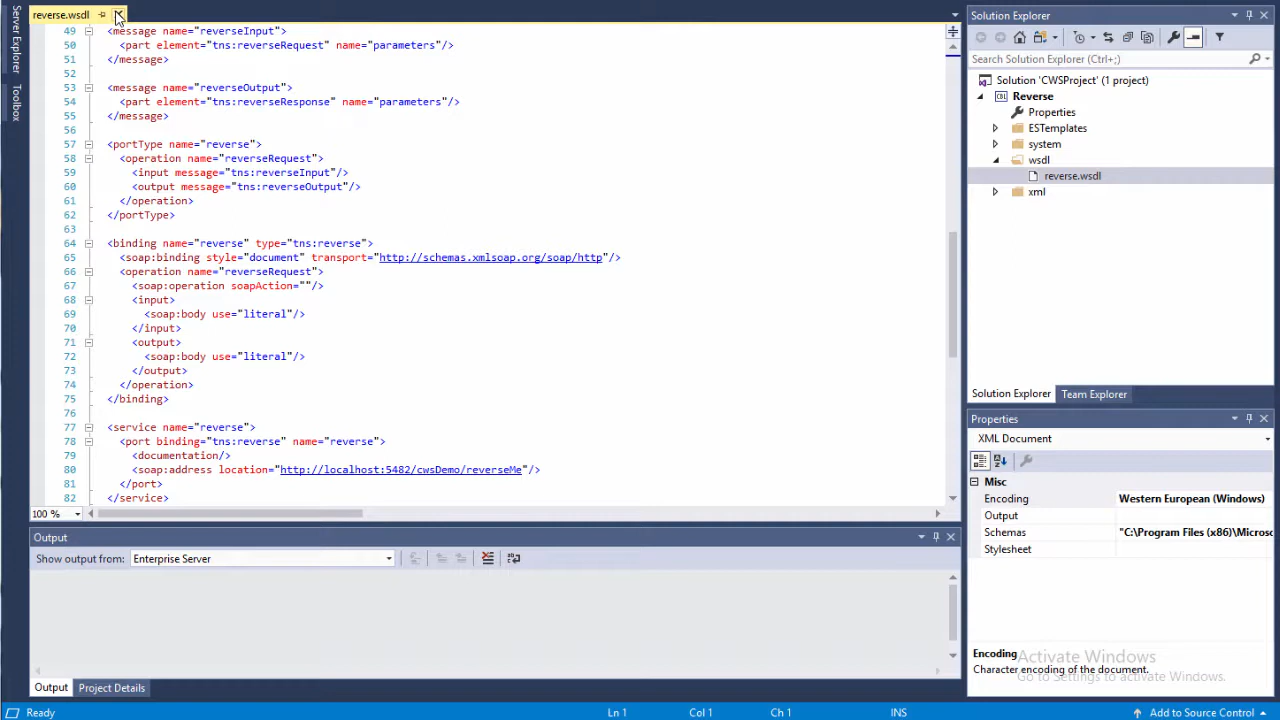 Server Explorer
Toolbox
reverse.wsdl
49 <message name="reverseInput">
50 <part element="tns:reverseRequest" name="parameters"/>
51 </message>
52
53 <message name="reverseOutput">
54 <part element="tns:reverseResponse" name="parameters"/>
55 </message>
56
57 <portType name="reverse">
58 <operation name="reverseRequest">
59 <input message="tns:reverseInput"/>
60 <output message="tns:reverseOutput"/>
61 </operation>
62 </portType>
63
64 <binding name="reverse" type="tns:reverse">
65 <soap:binding style="document" transport="http://schemas.xmlsoap.org/soap/http"/>
66 <operation name="reverseRequest">
67 <soap:operation soapAction=""/>
68 <input>
69 <soap:body use="literal"/>
70 </input>
71 <output>
72 <soap:body use="literal"/>
73 </output>
74 </operation>
75 </binding>
76
77 <service name="reverse">
78 <port binding="tns:reverse" name="reverse">
79 <documentation/>
80 <soap:address location="http://localhost:5482/cwsDemo/reverseMe"/>
81 </port>
82 </service>
100 %
Output
Show output from: Enterprise Server
Output Project Details
Solution Explorer
Search Solution Explorer (Ctrl+;)
Solution 'CWSProject' (1 project)
Reverse
Properties
ESTemplates
system
wsdl
reverse.wsdl
xml
Solution Explorer Team Explorer
Properties
XML Document
Misc
Encoding Western European (Windows)
Output
Schemas "C:\Program Files (x86)\Microsc
Stylesheet
Encoding
Character encoding of the document.
Activate Windows
Go to Settings to activate Windows.
Ready Ln 1 Col 1 Ch 1 INS Add to Source Control